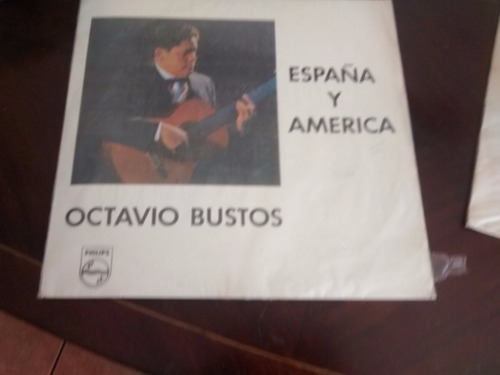 ESPAÑA
Y
AMERICA
OCTAVIO BUSTOS
PHILIPS